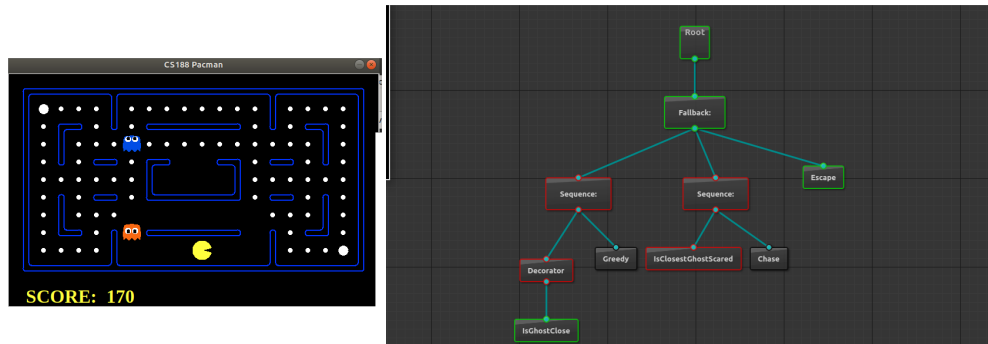 CS188 Pacman
SCORE: 170
Root
Fallback:
Sequence:
Sequence:
Escape
Decorator
Greedy
IsClosestGhostScared
Chase
IsGhostClose